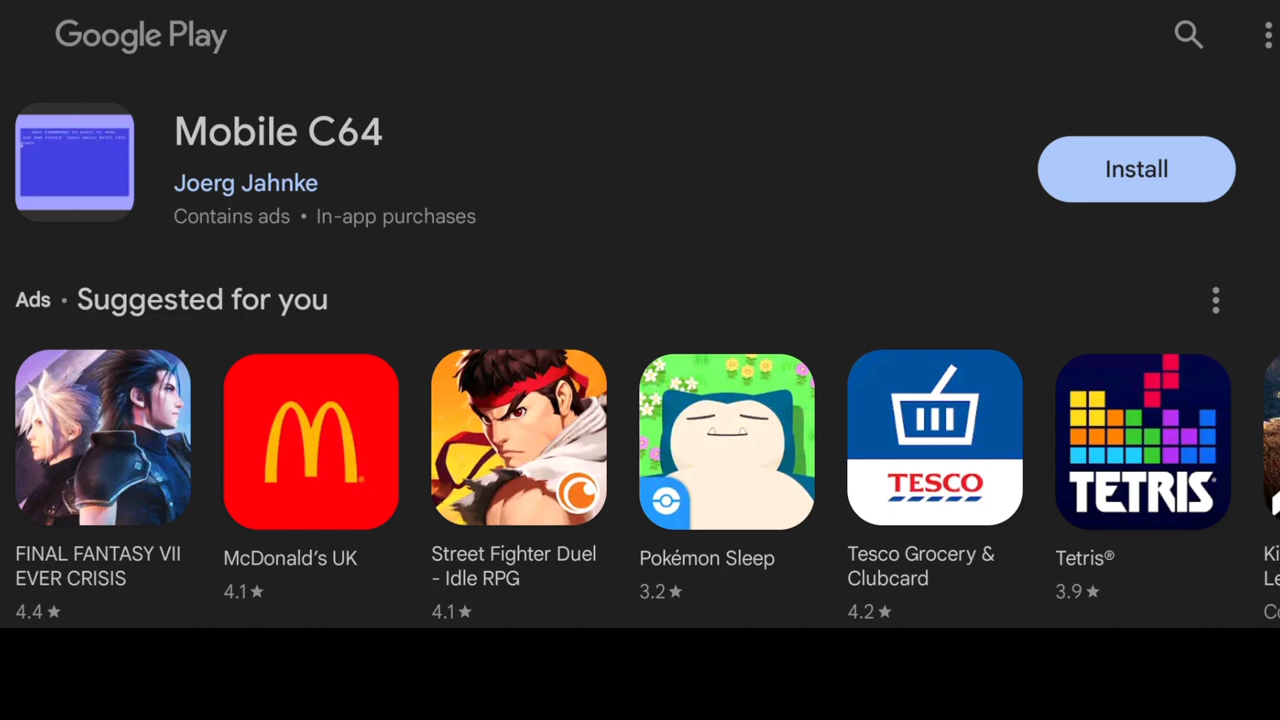 Google Play
Mobile C64
Joerg Jahnke
Contains ads • In-app purchases
Install
Ads • Suggested for you
TESCO
TETRIS
FINAL FANTASY VII
EVER CRISIS
4.4 ★
McDonald's UK
4.1 ★
Street Fighter Duel
- Idle RPG
4.1 ★
Pokémon Sleep
3.2 ★
Tesco Grocery &
Clubcard
4.2 ★
Tetris®
3.9 ★